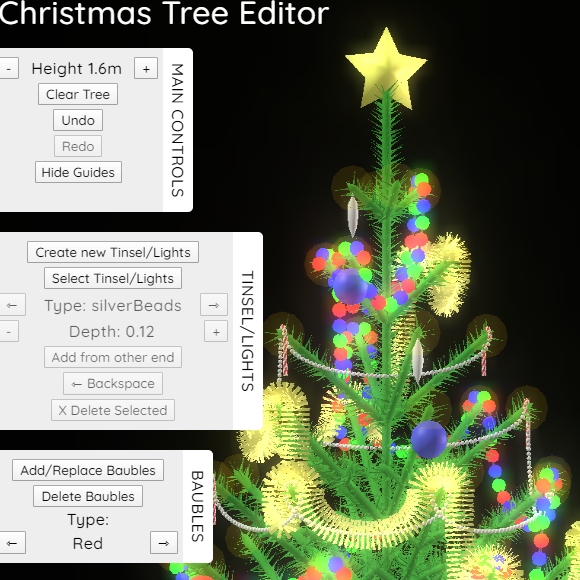 Christmas Tree Editor
- Height 1.6m +
Clear Tree
Undo
Redo
Hide Guides
MAIN CONTROLS
Create new Tinsel/Lights
Select Tinsel/Lights
← Type: silverBeads →
- Depth: 0.12 +
Add from other end
← Backspace
X Delete Selected
TINSEL/LIGHTS
Add/Replace Baubles
Delete Baubles
Type:
← Red →
BAUBLES